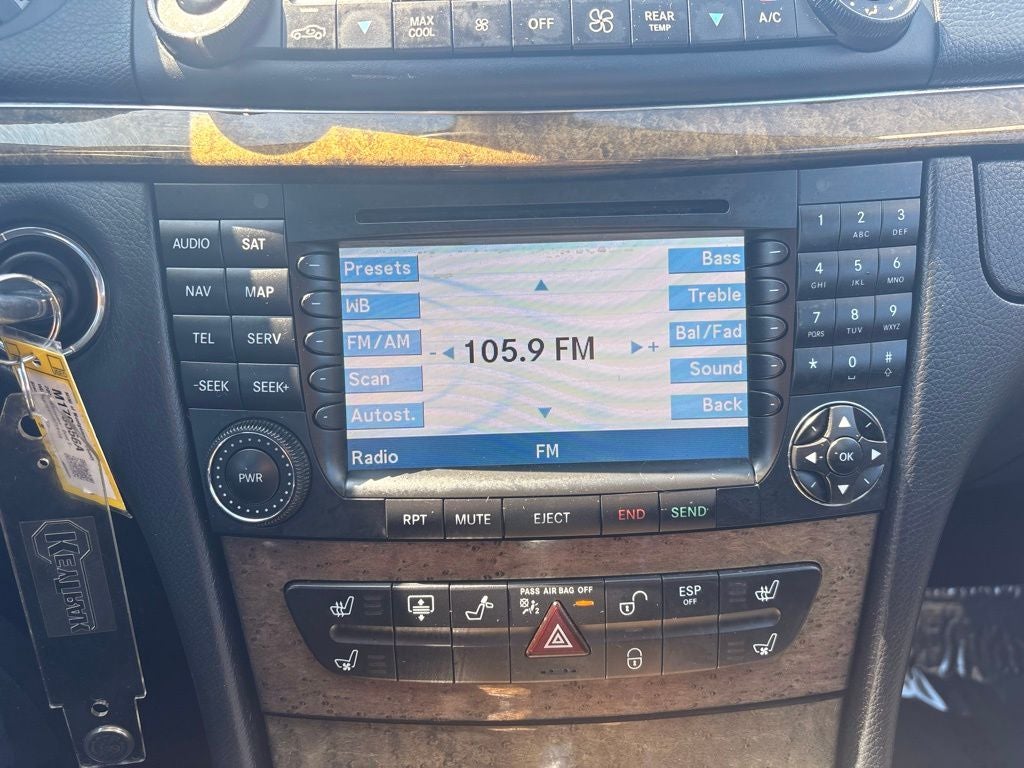 MAX COOL
OFF
REAR TEMP
A/C
AUDIO SAT
NAV MAP
TEL SERV
-SEEK SEEK+
PWR
Presets
WB
FM/AM
Scan
Autost.
- 105.9 FM +
Bass
Treble
Bal/Fad
Sound
Back
Radio FM
1 2 ABC 3 DEF
4 GHI 5 JKL 6 MNO
7 PQRS 8 TUV 9 WXYZ
* 0 #
OK
RPT MUTE EJECT END SEND
PASS AIR BAG OFF
2
ESP OFF
KEATRAK